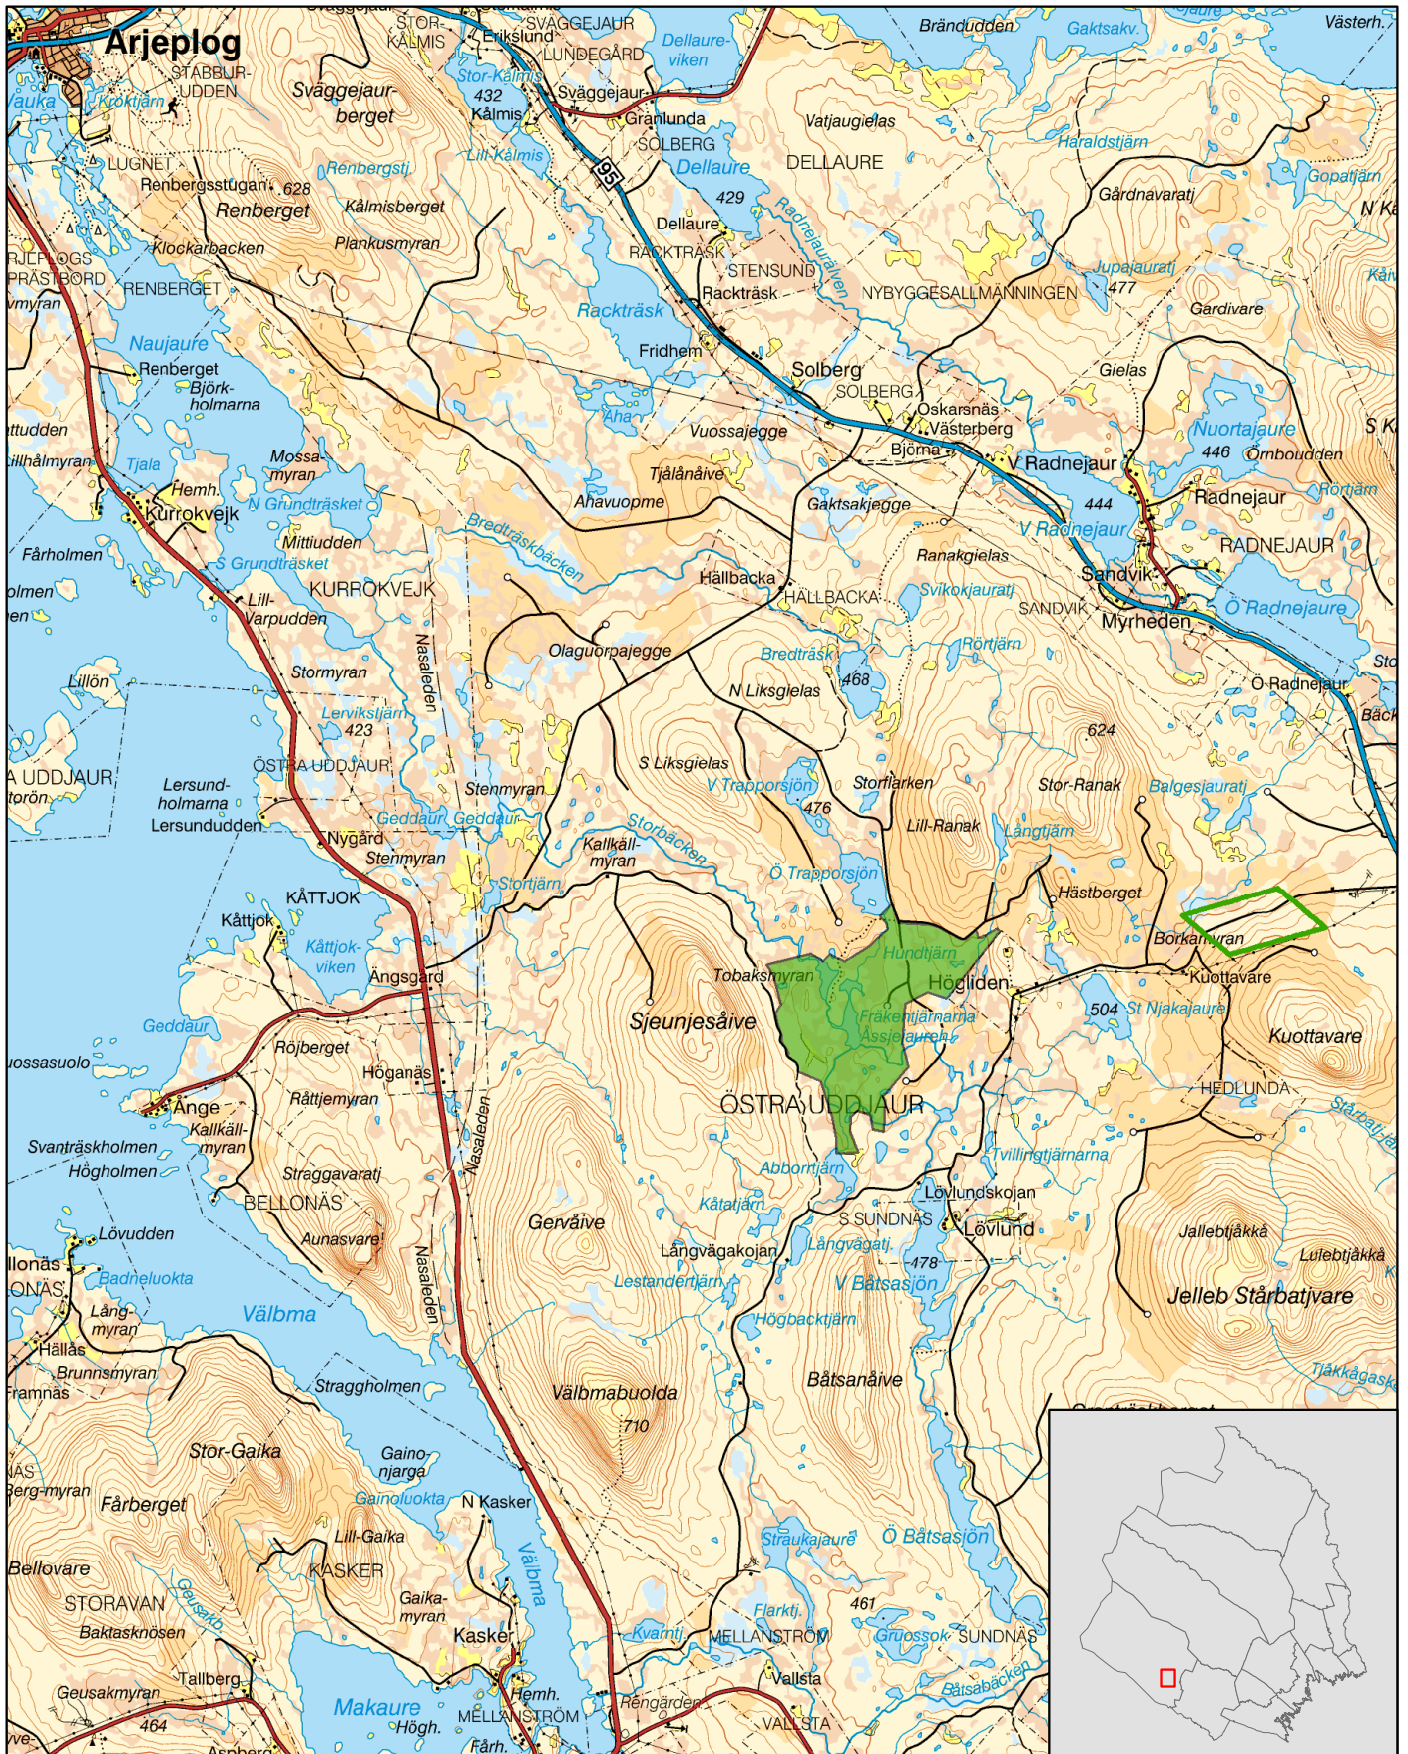 Arjeplog
STABBUR-
UDDEN
Kroktjärn
LUGNET
Renbergsstugan
628
Renberget
Klockarbacken
Sväggejaur-
berget
Renbergstj.
Kålmisberget
Plankusmyran
STOR-
KÅLMIS
Erikslund
SVÄGGEJAUR
LUNDEGÅRD
Dellaure-
viken
Stor-Kålmis
432
Kålmis
Sväggejaur
Granlunda
SOLBERG
Lill-Kålmis
95
Dellaure
429
Dellaure
RACKTRÄSK
STENSUND
Rackträsk
Rackträsk
Fridhem
Brändudden
Gaktsakv.
Västerh.
Vatjaugielas
DELLAURE
Haraldstjärn
Gopatjärn
Gårdnavaratj
Radnejaurälven
Jupajauratj
477
NYBYGGESALLMÄNNINGEN
Gardivare
Gielas
RENBERGET
Naujaure
Renberget
Björk-
holmarna
Tjala
Mossa-
myran
Hemh.
Kurrokvejk
N Grundträsket
Mittiudden
Fårholmen
S Grundträsket
KURROKVEJK
Lill-
Varpudden
Solberg
SOLBERG
Aha
Vuossajegge
Oskarsnäs
Västerberg
Björna
V Radnejaur
Nuortajaure
446
Örnboudden
Rörtjärn
Radnejaur
Tjålånåive
Ahavuopme
Gaktsakjegge
444
V Radnejaur
RADNEJAUR
Bredträskbäcken
Ranakgielas
Hällbacka
HÄLLBACKA
Svikokjauratj
Sandvik
SANDVIK
Myrheden
Ö Radnejaure
Nasaleden
Olaguorpajegge
Bredträsk
468
Rörtjärn
Stormyran
Lillön
Lervikstjärn
423
N Liksgielas
Ö Radnejaur
624
ÖSTRA UDDJAUR
S Liksgielas
Lersund-
holmarna
Lersundudden
Stenmyran
V Trapporsjön
476
Storflarken
Stor-Ranak
Balgesjauratj
Geddaur
Geddaur
Nygård
Stenmyran
Storbäcken
Kallkäll-
myran
Lill-Ranak
Långtjärn
Stortjärn
Ö Trapporsjön
Hästberget
KÅTTJOK
Kåttjok
Kåttjok-
viken
Ängsgård
Borkamyran
Hundtjärn
Tobaksmyran
Högliden
Kuottavare
Geddaur
Sjeunjesåive
Fräkentjärnarna
Assjejaureh
504
St Njakajaure
Kuottavare
Röjberget
Höganäs
Råttjemyran
Änge
Kallkäll-
myran
HEDLUNDA
ÖSTRA UDDJAUR
Svanträskholmen
Högholmen
Straggavaratj
Nasaleden
Abborrtjärn
Tvillingtjärnarna
BELLONÄS
Kåtatjärn
Lövlundskojan
Lövudden
Aunasvare
Gervåive
S SUNDNÄS
Lövlund
Jallebtjåkkå
Lulebtjåkkå
Långvägakojan
Långvägatj.
Badneluokta
478
Lestandertjärn
V Båtsasjön
Nasaleden
Jelleb Stårbatjvare
Lång-
myran
Välbma
Högbacktjärn
Hällås
Brunnsmyran
Framnäs
Straggholmen
Välbmabuolda
710
Båtsanåive
Stor-Gaika
Gaino-
njarga
Fårberget
Gainoluokta
N Kasker
Lill-Gaika
KASKER
Välbma
Straukajaure
Ö Båtsasjön
Bellovare
Gaika-
myran
STORAVAN
Baktasknösen
Geusakb.
Flarktj.
461
Kasker
Kvarntj.
MELLANSTRÖM
Gruossok
SUNDNÄS
Tallberg
Vallsta
Geusakmyran
Hemh.
Båtsabäcken
Rengården
464
Makaure
Högh.
MELLANSTRÖM
VALLSTA
Fårh.